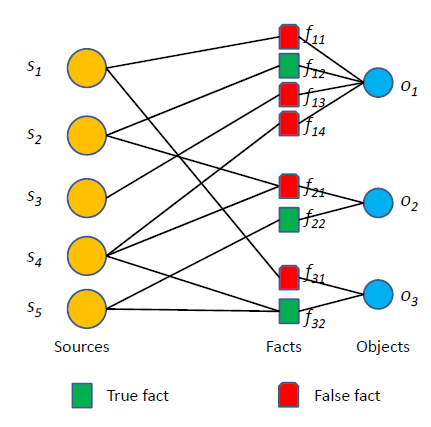 s1
s2
s3
s4
s5
f11
f12
f13
f14
f21
f22
f31
f32
o1
o2
o3
Sources
Facts
Objects
True fact
False fact